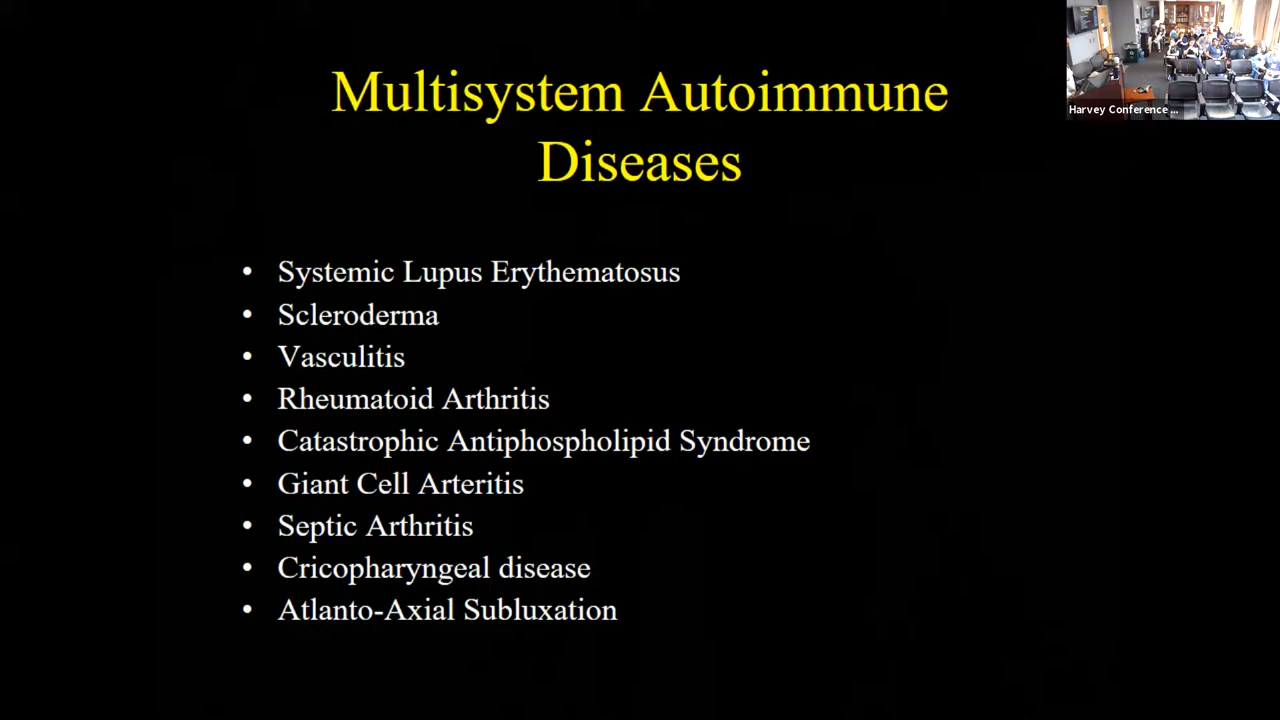 Multisystem Autoimmune
Diseases
• Systemic Lupus Erythematosus
• Scleroderma
• Vasculitis
• Rheumatoid Arthritis
• Catastrophic Antiphospholipid Syndrome
• Giant Cell Arteritis
• Septic Arthritis
• Cricopharyngeal disease
• Atlanto-Axial Subluxation
Harvey Conference ...